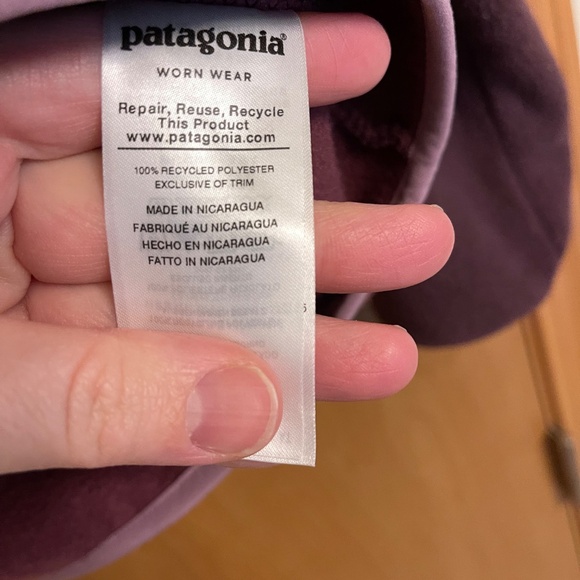 patagonia®
WORN WEAR
Repair, Reuse, Recycle
This Product
www.patagonia.com
100% RECYCLED POLYESTER
EXCLUSIVE OF TRIM
MADE IN NICARAGUA
FABRIQUÉ AU NICARAGUA
HECHO EN NICARAGUA
FATTO IN NICARAGUA